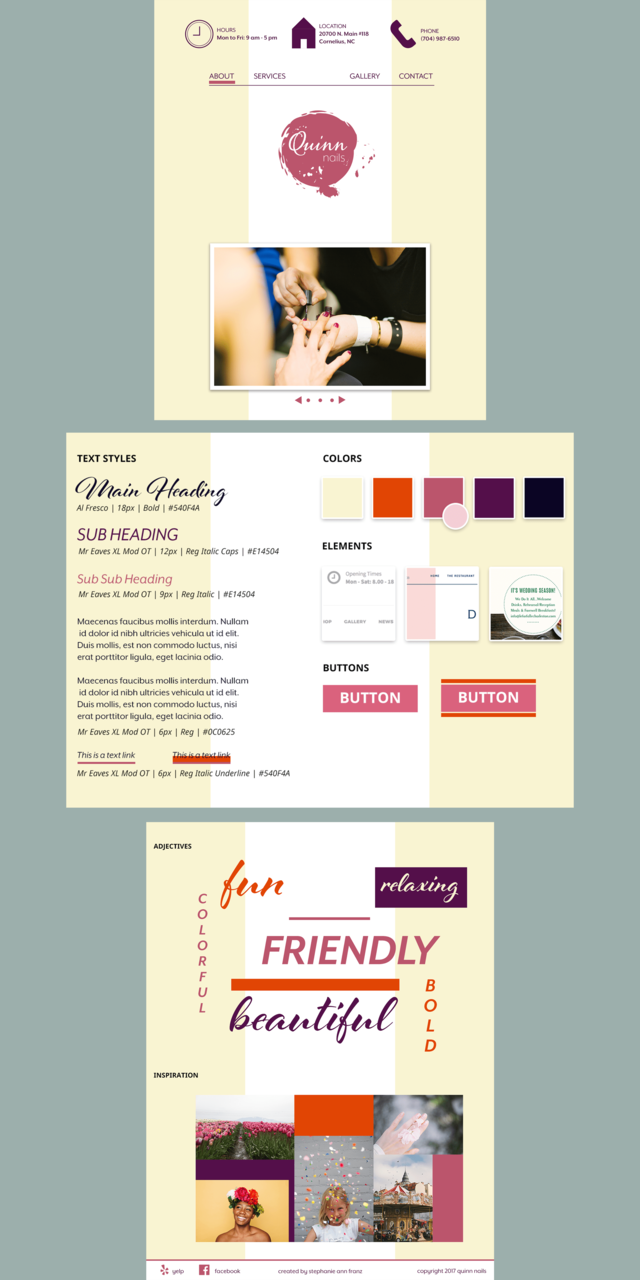 HOURS
Mon to Fri: 9 am - 5 pm
LOCATION
20700 N. Main #118
Cornelius, NC
PHONE
(704) 987-6510
ABOUT SERVICES GALLERY CONTACT
Quinn
nails
TEXT STYLES
Main Heading
Al Fresco | 18px | Bold | #540F4A
SUB HEADING
Mr Eaves XL Mod OT | 12px | Reg Italic Caps | #E14504
Sub Sub Heading
Mr Eaves XL Mod OT | 9px | Reg Italic | #E14504
Maecenas faucibus mollis interdum. Nullam
id dolor id nibh ultricies vehicula ut id elit.
Duis mollis, est non commodo luctus, nisi
erat porttitor ligula, eget lacinia odio.
Maecenas faucibus mollis interdum. Nullam
id dolor id nibh ultricies vehicula ut id elit.
Duis mollis, est non commodo luctus, nisi
erat porttitor ligula, eget lacinia odio.
Mr Eaves XL Mod OT | 6px | Reg | #0C0625
This is a text link This is a text link
Mr Eaves XL Mod OT | 6px | Reg Italic Underline | #540F4A
COLORS
ELEMENTS
Opening Times
Mon - Sat: 8.00 - 18
IOP GALLERY NEWS
HOME THE RESTAURANT
D
IT'S WEDDING SEASON!
We Do It All. Welcome
BUTTONS
BUTTON BUTTON
ADJECTIVES
fun
relaxing
COLORFUL
FRIENDLY
beautiful
BOLD
INSPIRATION
yelp facebook created by stephanie ann franz copyright 2017 quinn nails